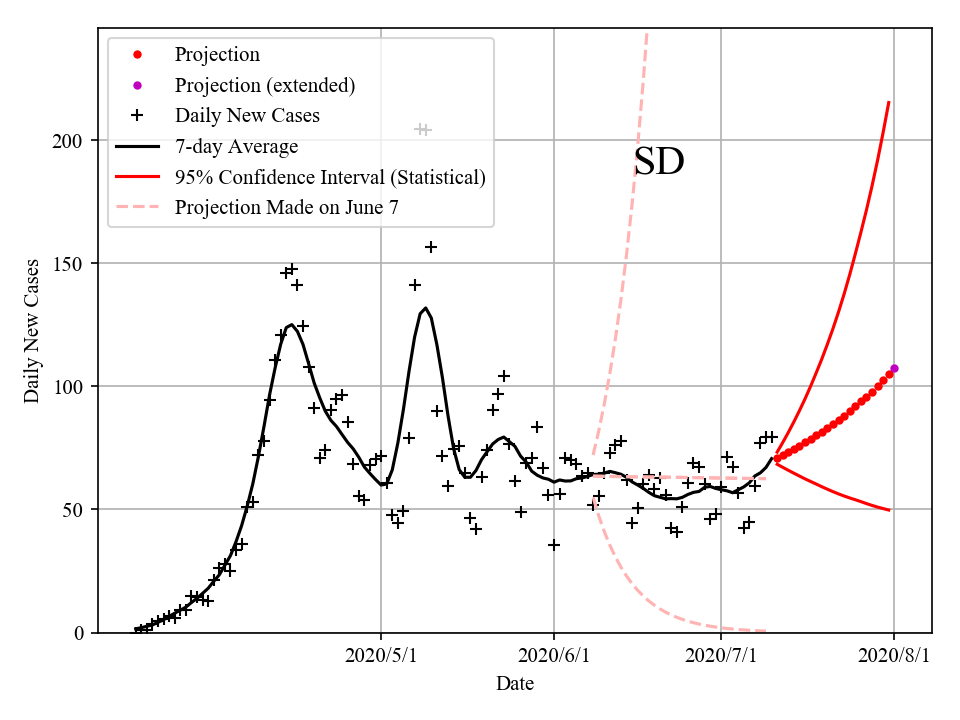 Projection
Projection (extended)
Daily New Cases
7-day Average
95% Confidence Interval (Statistical)
Projection Made on June 7
SD
Daily New Cases
200
150
100
50
0
2020/5/1 2020/6/1 2020/7/1 2020/8/1
Date